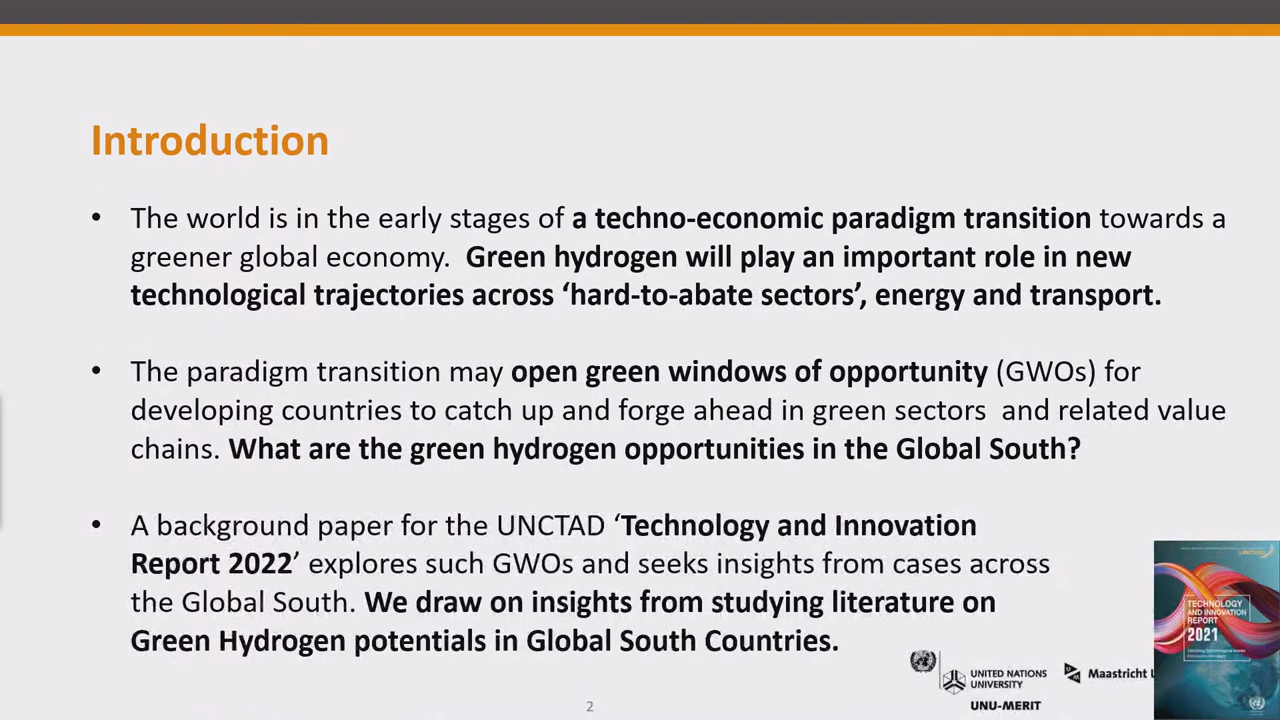 Introduction
• The world is in the early stages of a techno-economic paradigm transition towards a
greener global economy. Green hydrogen will play an important role in new
technological trajectories across ‘hard-to-abate sectors’, energy and transport.
• The paradigm transition may open green windows of opportunity (GWOs) for
developing countries to catch up and forge ahead in green sectors and related value
chains. What are the green hydrogen opportunities in the Global South?
• A background paper for the UNCTAD ‘Technology and Innovation
Report 2022’ explores such GWOs and seeks insights from cases across
the Global South. We draw on insights from studying literature on
Green Hydrogen potentials in Global South Countries.
TECHNOLOGY
AND INNOVATION
REPORT
2021
UNITED NATIONS
UNIVERSITY
UNU-MERIT
Maastricht
2